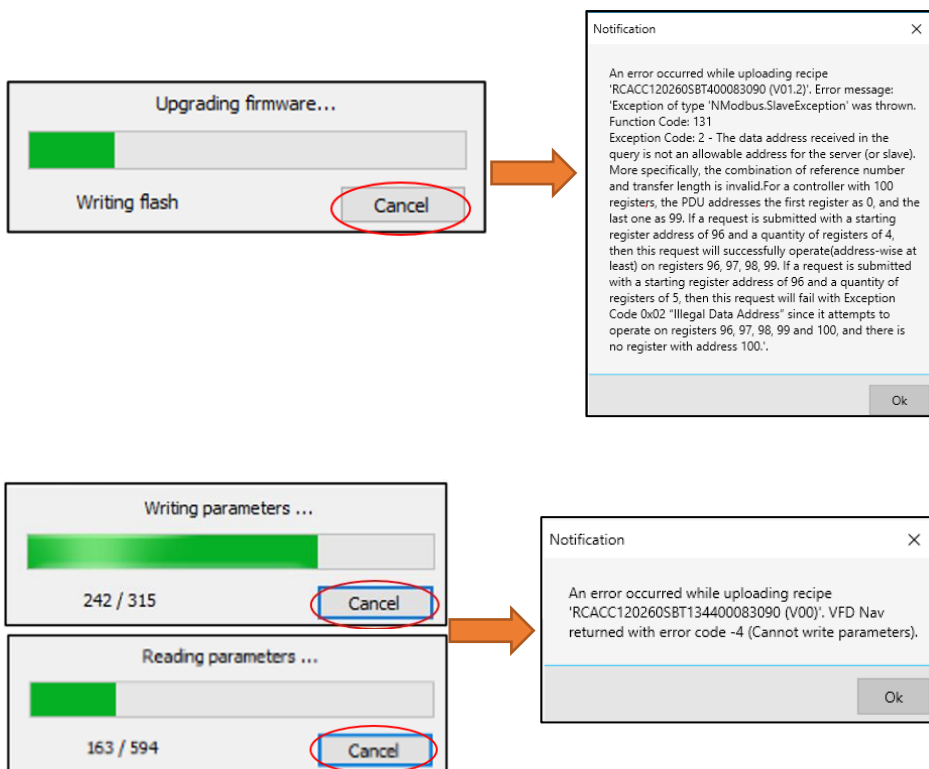 Upgrading firmware...
Writing flash
Cancel
Notification
An error occurred while uploading recipe
'RCACC120260SBT400083090 (V01.2)'. Error message:
'Exception of type 'NModbus.SlaveException' was thrown.
Function Code: 131
Exception Code: 2 - The data address received in the
query is not an allowable address for the server (or slave).
More specifically, the combination of reference number
and transfer length is invalid.For a controller with 100
registers, the PDU addresses the first register as 0, and the
last one as 99. If a request is submitted with a starting
register address of 96 and a quantity of registers of 4,
then this request will successfully operate(address-wise at
least) on registers 96, 97, 98, 99. If a request is submitted
with a starting register address of 96 and a quantity of
registers of 5, then this request will fail with Exception
Code 0x02 “Illegal Data Address” since it attempts to
operate on registers 96, 97, 98, 99 and 100, and there is
no register with address 100.'.
Ok
Writing parameters ...
242 / 315
Cancel
Reading parameters ...
163 / 594
Cancel
Notification
An error occurred while uploading recipe
'RCACC120260SBT134400083090 (V00)'. VFD Nav
returned with error code -4 (Cannot write parameters).
Ok